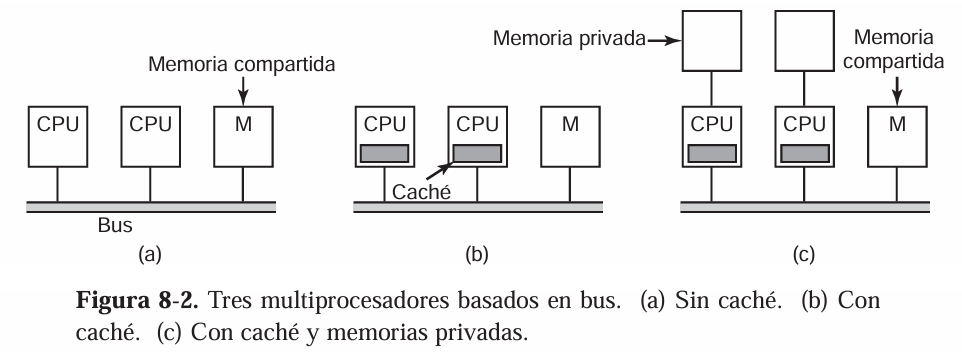 Memoria compartida
CPU
CPU
M
Bus
(a)
CPU
CPU
M
Caché
(b)
Memoria privada
Memoria
compartida
CPU
CPU
M
(c)
Figura 8-2. Tres multiprocesadores basados en bus. (a) Sin caché. (b) Con
caché. (c) Con caché y memorias privadas.